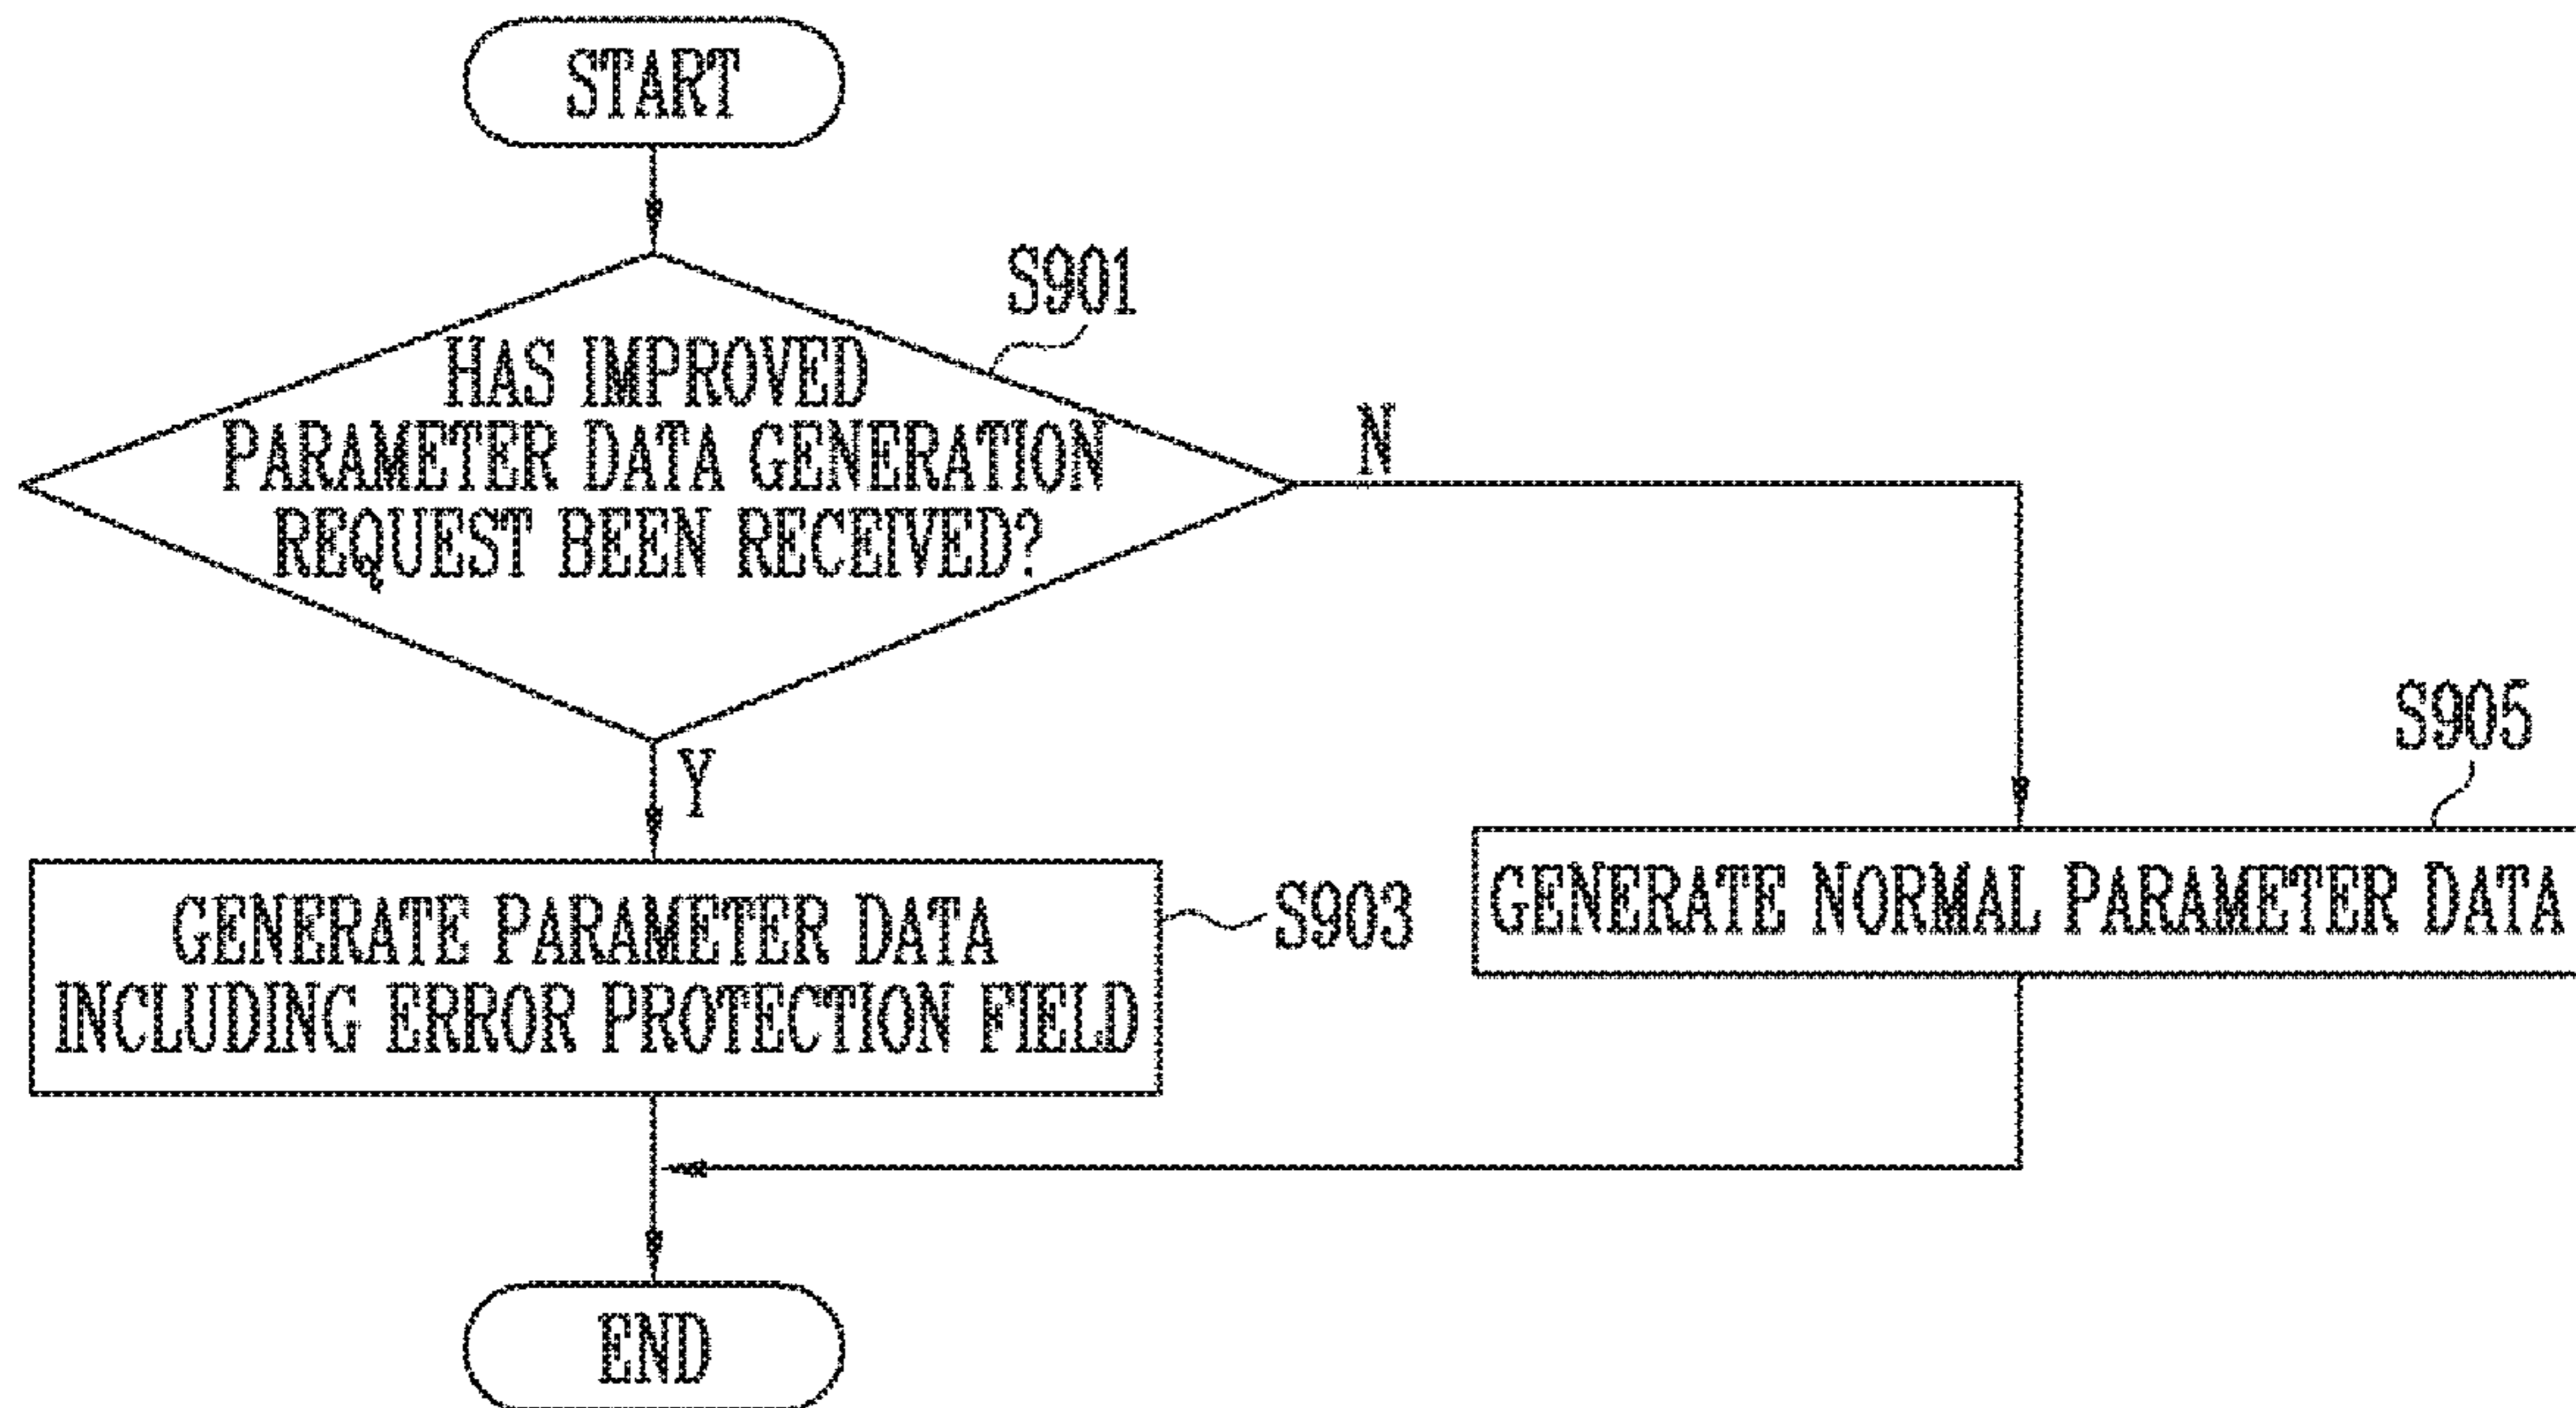 START
S901
HAS IMPROVED
PARAMETER DATA GENERATION
REQUEST BEEN RECEIVED?
N
Y
S905
GENERATE PARAMETER DATA
INCLUDING ERROR PROTECTION FIELD
S903
GENERATE NORMAL PARAMETER DATA
END